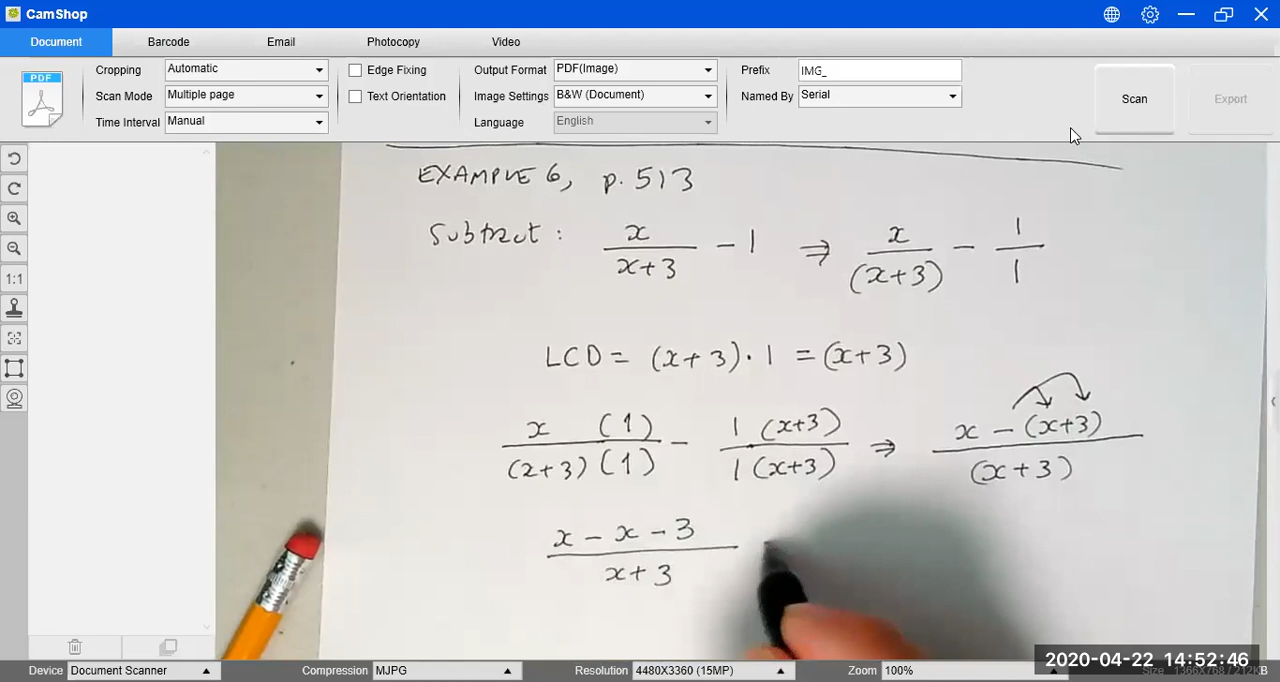 CamShop
Document Barcode Email Photocopy Video
PDF Cropping Automatic Edge Fixing Output Format PDF(Image) Prefix IMG_ Scan Export
Scan Mode Multiple page Text Orientation Image Settings B&W (Document) Named By Serial
Time Interval Manual Language English
1:1
EXAMPLE 6, p. 513
Subtract: x/(x+3) - 1 ⇒ x/(x+3) - 1/1
LCD = (x+3)·1 = (x+3)
x(1)/(x+3)(1) - 1(x+3)/1(x+3) ⇒ x-(x+3)/(x+3)
x-x-3/x+3
2020-04-22 14:52:46
Device Document Scanner Compression MJPG Resolution 4480X3360 (15MP) Zoom 100%